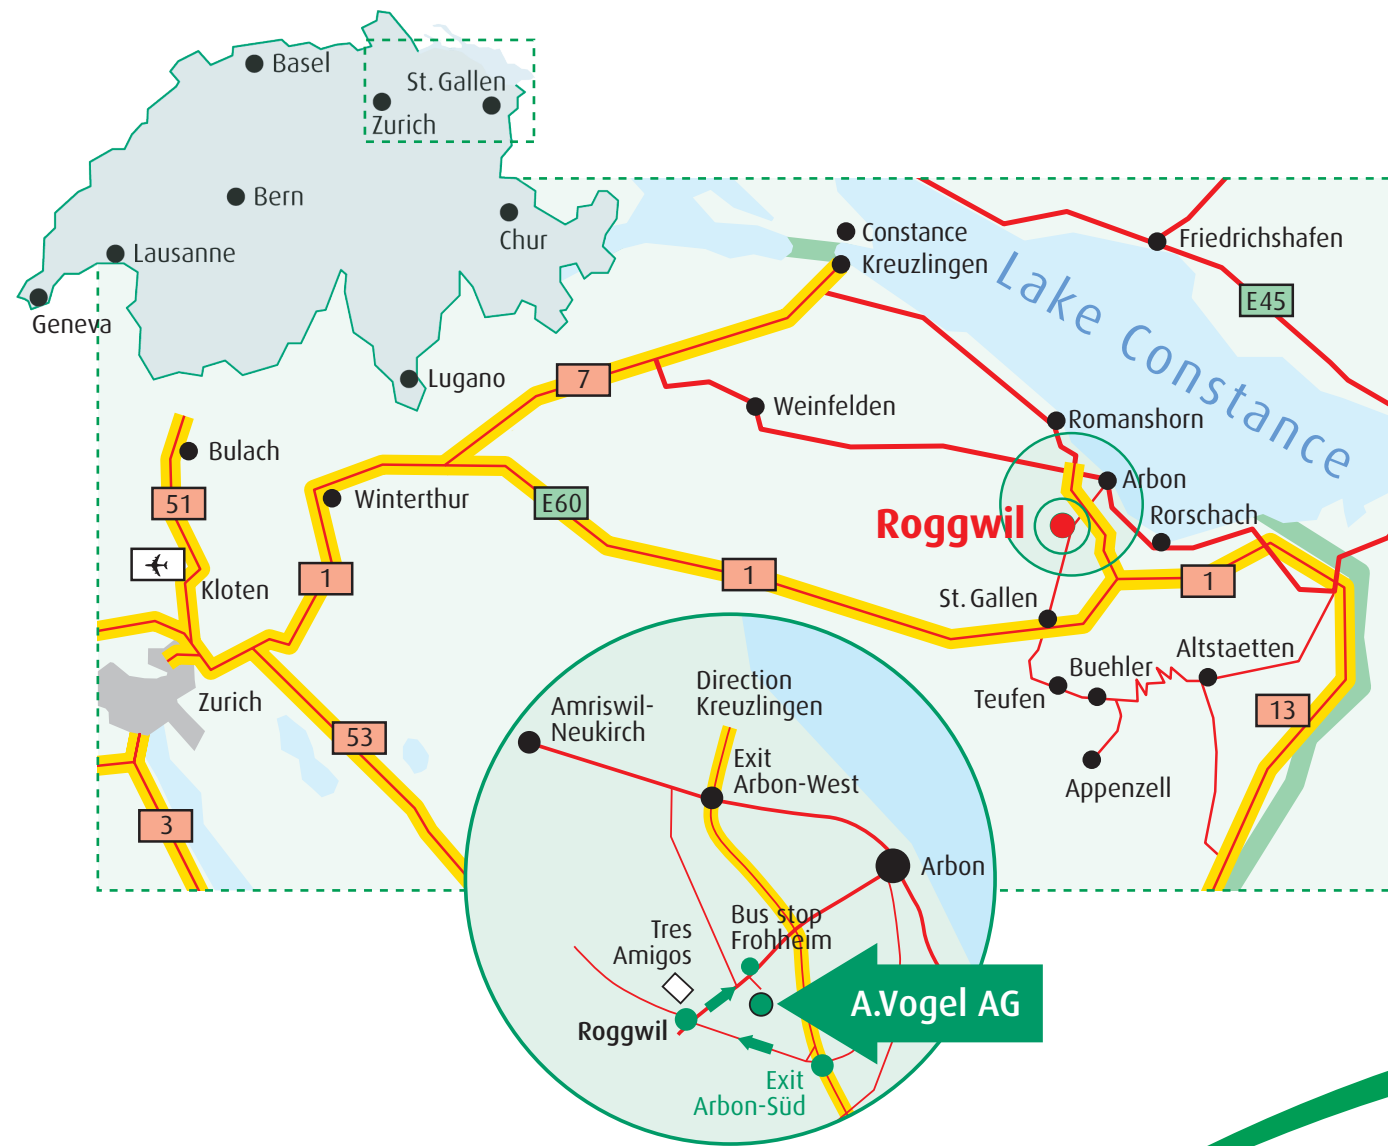 Basel
St. Gallen
Zurich
Bern
Chur
Lausanne
Geneva
Lugano
Constance
Kreuzlingen
Friedrichshafen
E45
Lake Constance
7
Weinfelden
Romanshorn
Bulach
Winterthur
Arbon
51
E60
Roggwil
Rorschach
Kloten
1
1
1
St. Gallen
Zurich
Buehler
Altstaetten
Teufen
53
13
Appenzell
3
Direction
Kreuzlingen
Amriswil-
Neukirch
Exit
Arbon-West
Arbon
Bus stop
Frohheim
Tres
Amigos
A.Vogel AG
Roggwil
Exit
Arbon-Süd